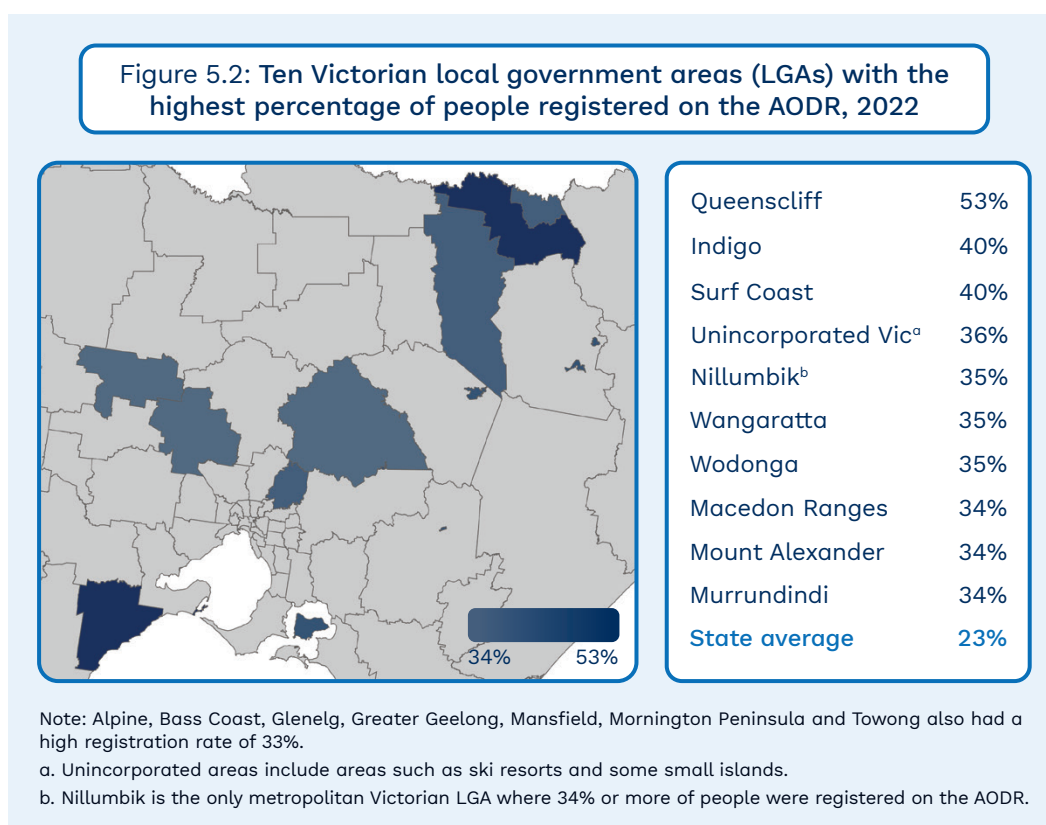 Figure 5.2: Ten Victorian local government areas (LGAs) with the
highest percentage of people registered on the AODR, 2022
34% 53%
Queenscliff 53%
Indigo 40%
Surf Coast 40%
Unincorporated Vicᵃ 36%
Nillumbikᵇ 35%
Wangaratta 35%
Wodonga 35%
Macedon Ranges 34%
Mount Alexander 34%
Murrundindi 34%
State average 23%
Note: Alpine, Bass Coast, Glenelg, Greater Geelong, Mansfield, Mornington Peninsula and Towong also had a
high registration rate of 33%.
a. Unincorporated areas include areas such as ski resorts and some small islands.
b. Nillumbik is the only metropolitan Victorian LGA where 34% or more of people were registered on the AODR.